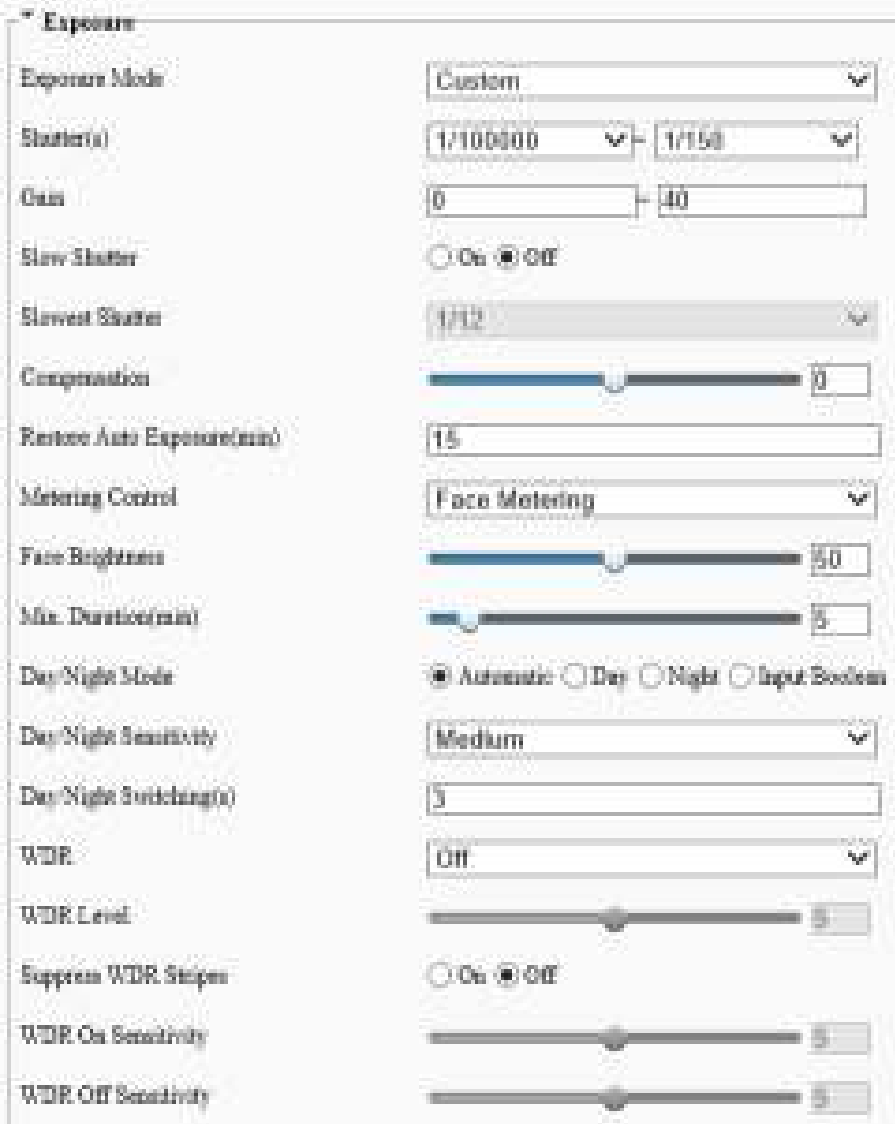 Exposure
Exposure Mode Custom
Shutter(s) 1/100000 - 1/150
Gain 0 - 40
Slow Shutter On Off
Slowest Shutter 1/12
Compensation 0
Restore Auto Exposure(min) 15
Metering Control Face Metering
Face Brightness 50
Min. Duration(min) 5
Day/Night Mode Automatic Day Night Input Boolean
Day/Night Sensitivity Medium
Day/Night Switching(s) 3
WDR Off
WDR Level 5
Suppress WDR Stripes On Off
WDR On Sensitivity 5
WDR Off Sensitivity 5